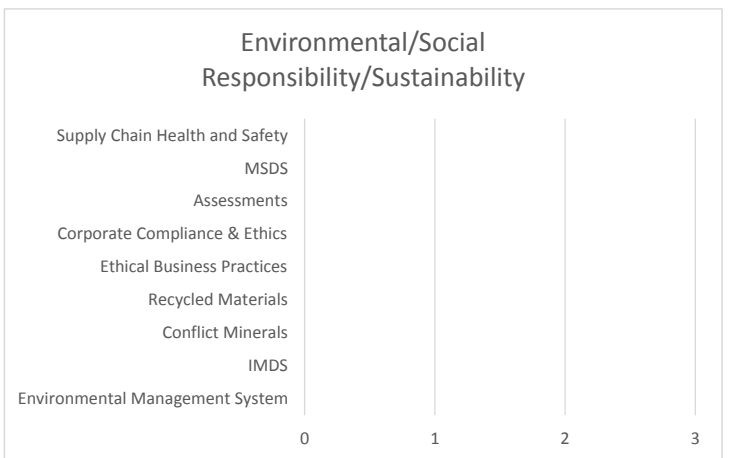 Environmental/Social
Responsibility/Sustainability
Supply Chain Health and Safety
MSDS
Assessments
Corporate Compliance & Ethics
Ethical Business Practices
Recycled Materials
Conflict Minerals
IMDS
Environmental Management System
0 1 2 3